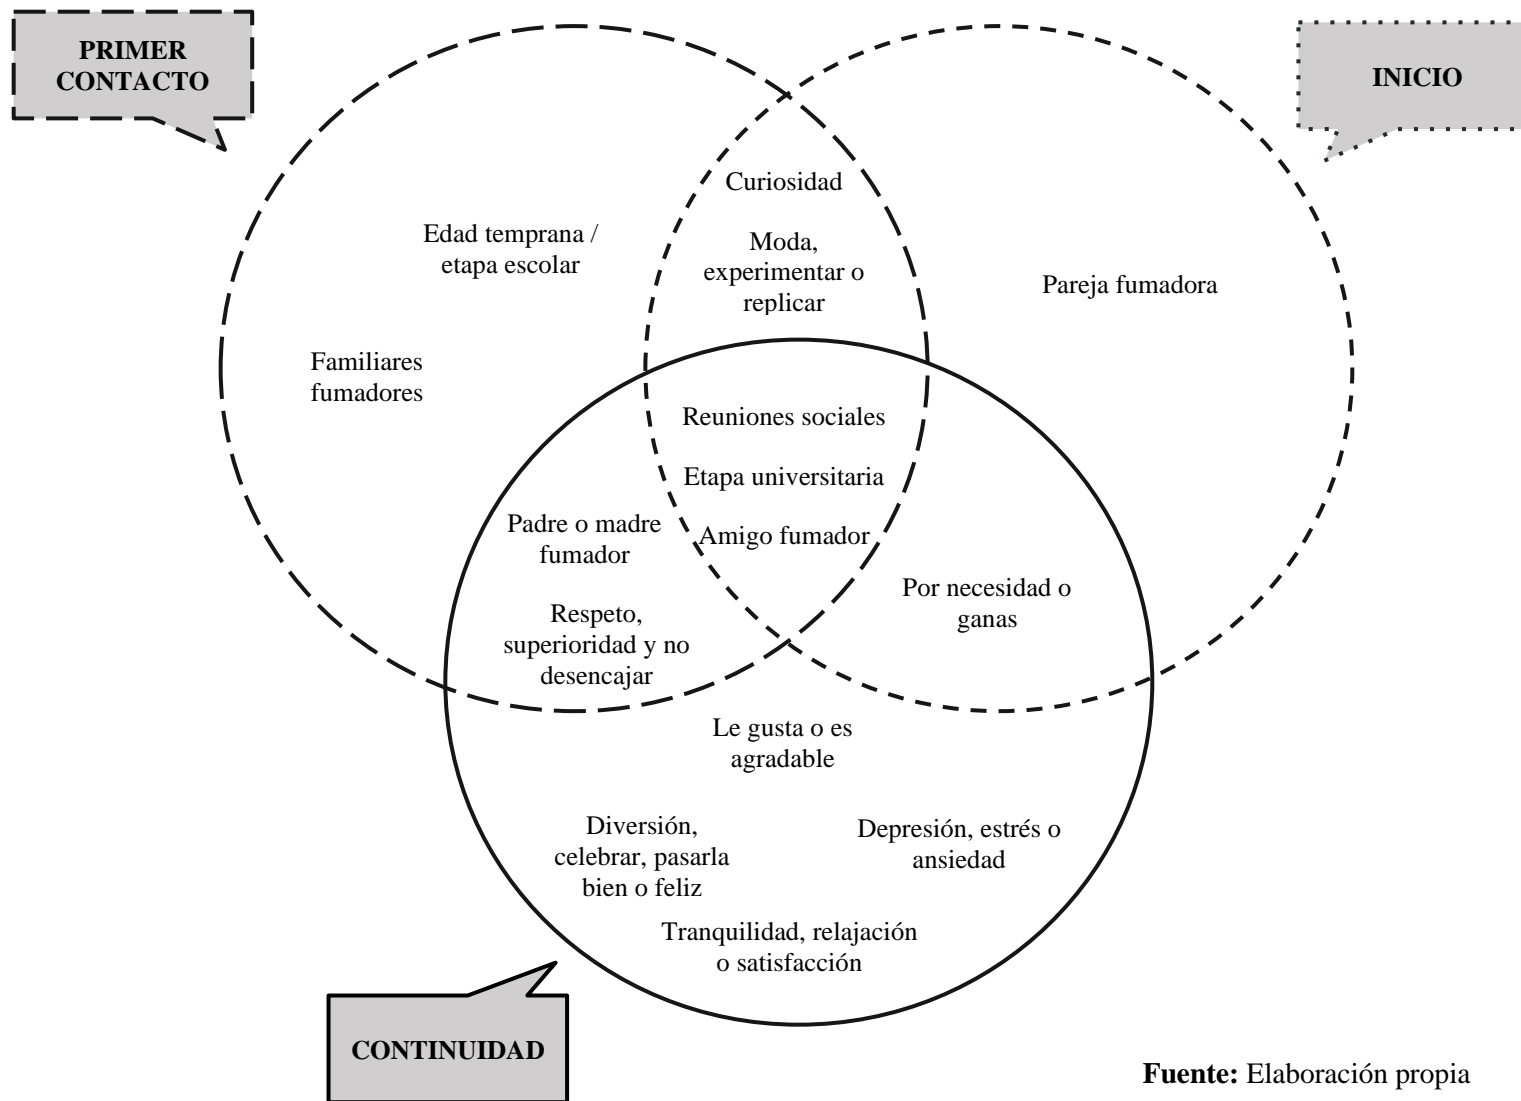 PRIMER
CONTACTO
INICIO
Curiosidad
Edad temprana /
etapa escolar
Moda,
experimentar o
replicar
Pareja fumadora
Familiares
fumadores
Reuniones sociales
Etapa universitaria
Padre o madre
fumador
Amigo fumador
Por necesidad o
ganas
Respeto,
superioridad y no
desencajar
Le gusta o es
agradable
Diversión,
celebrar, pasarla
bien o feliz
Depresión, estrés o
ansiedad
Tranquilidad, relajación
o satisfacción
CONTINUIDAD
Fuente: Elaboración propia